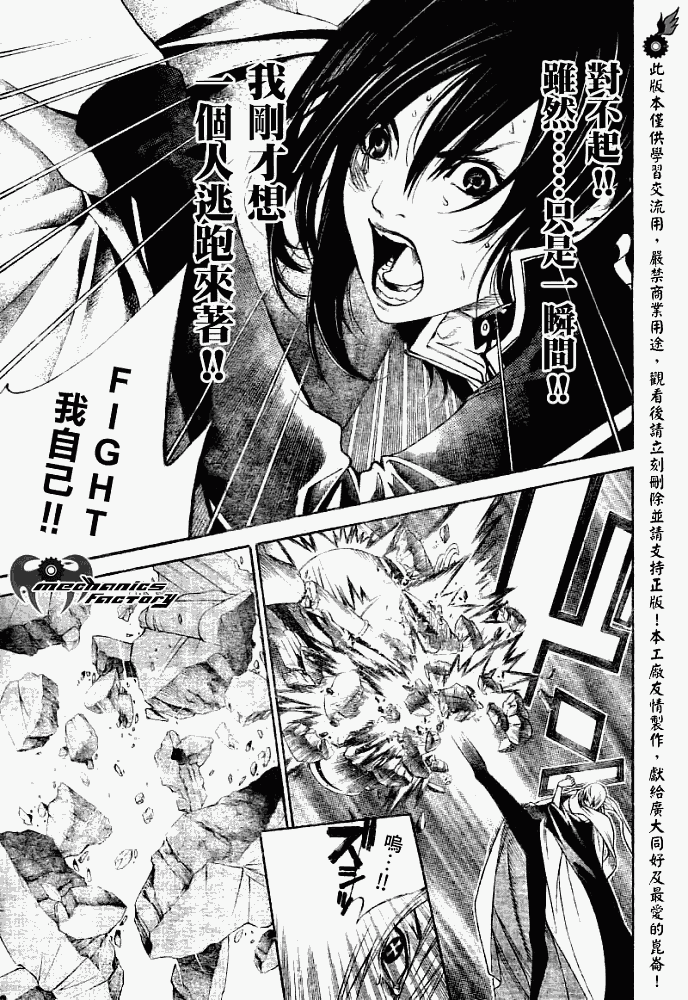 此版本僅供學習交流用，嚴禁商業用途，觀看後請立刻刪除並請支持正版！本工廠友情製作，獻給廣大同好及最愛的崑崙！
對不起!!
雖然……只是一瞬間!!
我剛才想
一個人逃跑來著!!
FIGHT
我自己!!
mechanics
factory
嗚…!!
ズシッ